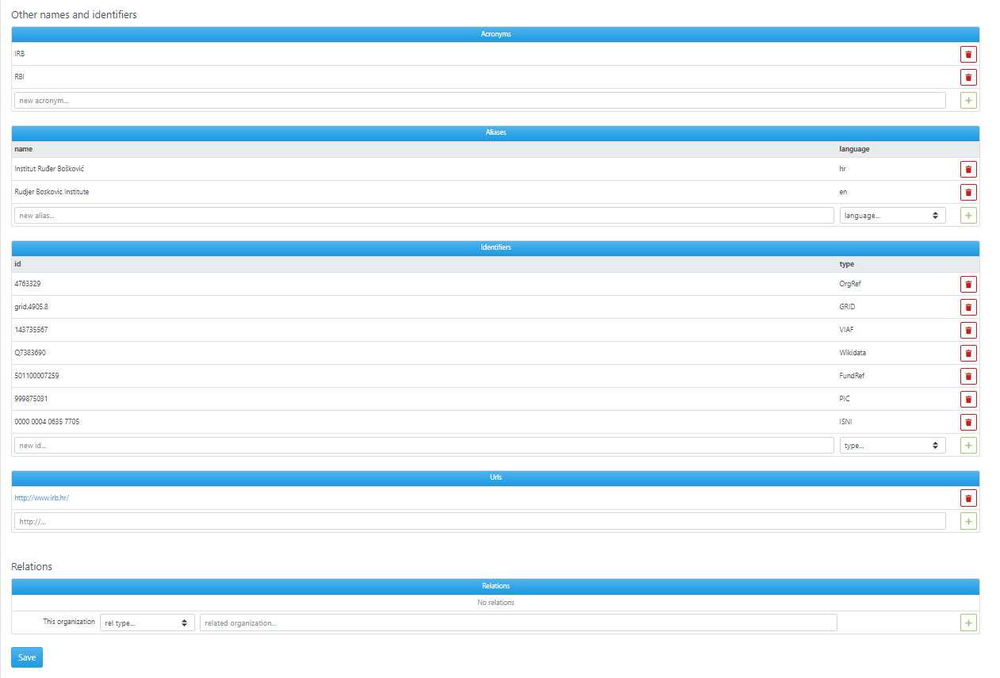 Other names and identifiers
Acronyms
IRB
RBI
new acronym...
Aliases
name language
Institut Ruđer Bošković hr
Rudjer Boskovic Institute en
new alias... language...
Identifiers
id type
4763329 OrgRef
grid.4905.8 GRID
143735567 VIAF
Q7383690 Wikidata
501100007259 FundRef
999875031 PIC
0000 0004 0635 7705 ISNI
new id... type...
Urls
http://www.irb.hr/
http://...
Relations
Relations
No relations
This organization rel type... related organization...
Save